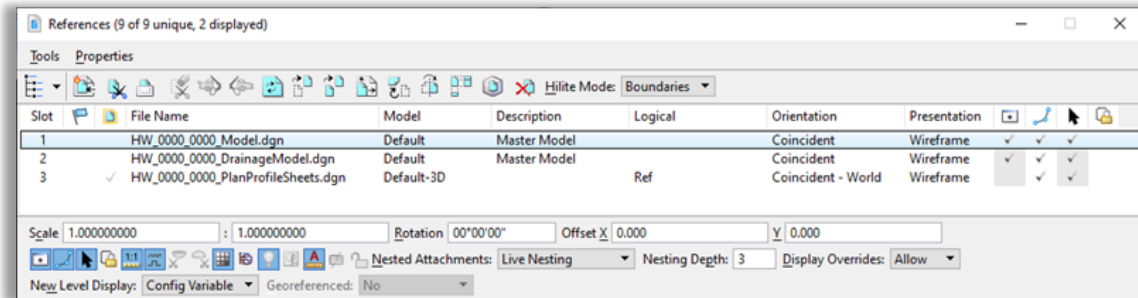 References (9 of 9 unique, 2 displayed)
Tools Properties
Hilite Mode: Boundaries
Slot File Name Model Description Logical Orientation Presentation
1 HW_0000_0000_Model.dgn Default Master Model Coincident Wireframe
2 HW_0000_0000_DrainageModel.dgn Default Master Model Coincident Wireframe
3 HW_0000_0000_PlanProfileSheets.dgn Default-3D Ref Coincident - World Wireframe
Scale 1.000000000 : 1.000000000 Rotation 00°00'00" Offset X 0.000 Y 0.000
1:1 A Nested Attachments: Live Nesting Nesting Depth: 3 Display Overrides: Allow
New Level Display: Config Variable Georeferenced: No